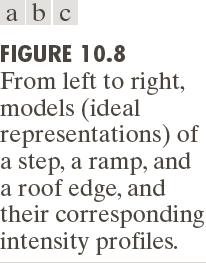 a b c
FIGURE 10.8
From left to right,
models (ideal
representations) of
a step, a ramp, and
a roof edge, and
their corresponding
intensity profiles.